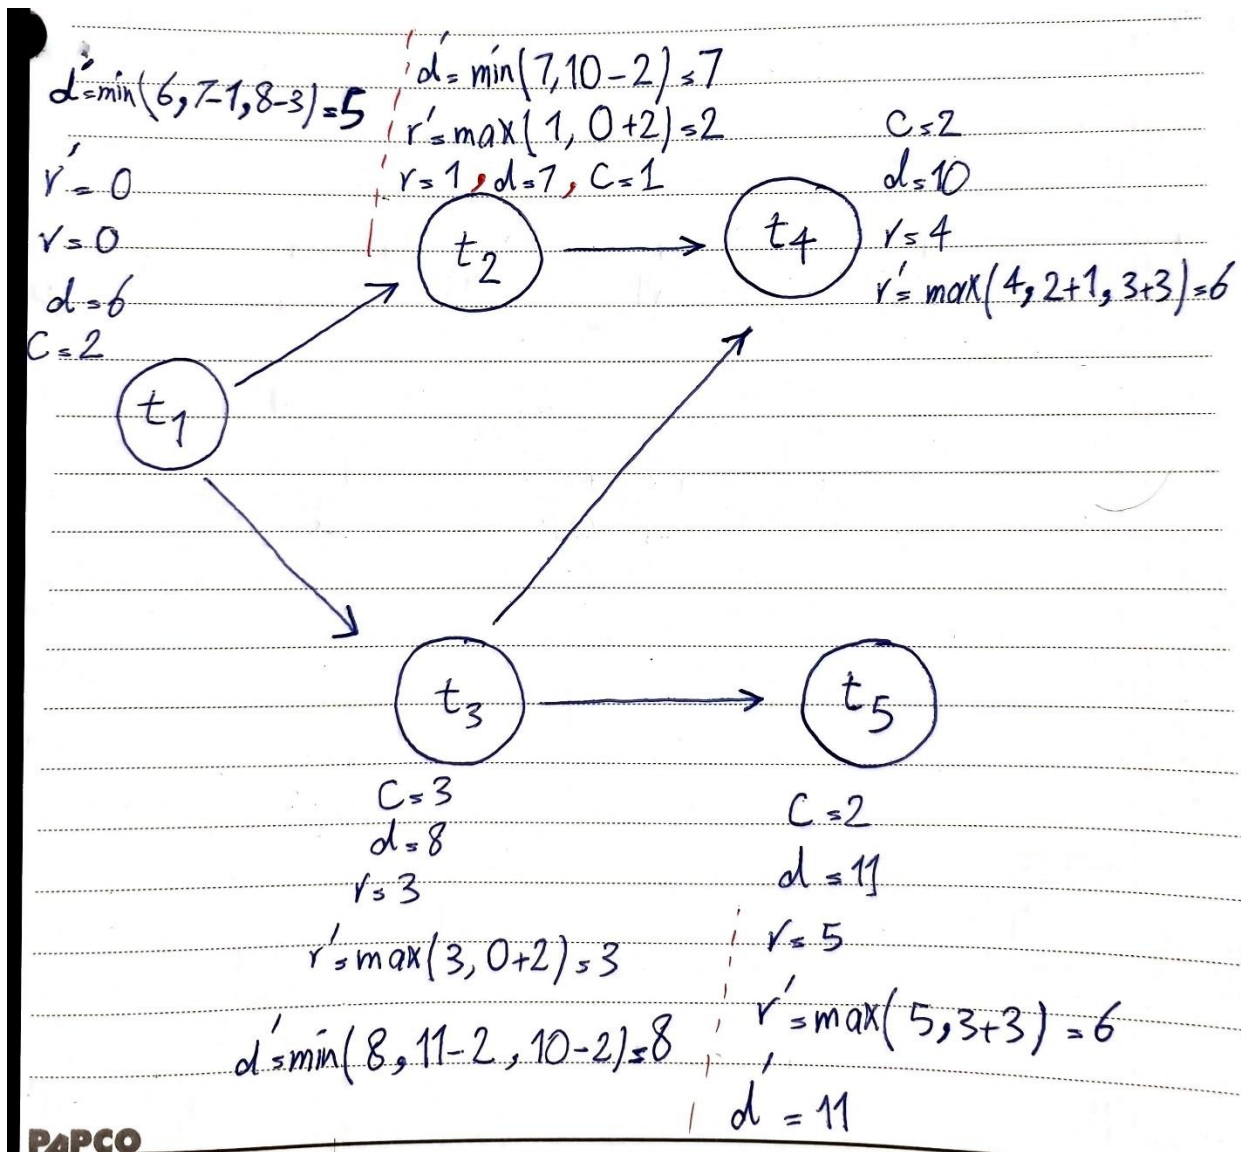 d'=min(6,7-1,8-3)=5
r'=0
r=0
d=6
C=2
t1
d'=min(7,10-2)=7
r'=max(1,0+2)=2
r=1,d=7,C=1
t2
t4
C=2
d=10
r=4
r'=max(4,2+1,3+3)=6
t3
C=3
d=8
r=3
r'=max(3,0+2)=3
d'=min(8,11-2,10-2)=8
t5
C=2
d=11
r=5
r'=max(5,3+3)=6
d'=11
PAPCO